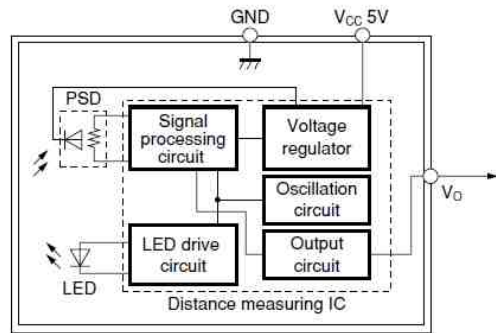 GND
VCC 5V
PSD
Signal
processing
circuit
Voltage
regulator
Oscillation
circuit
VO
LED drive
circuit
Output
circuit
LED
Distance measuring IC